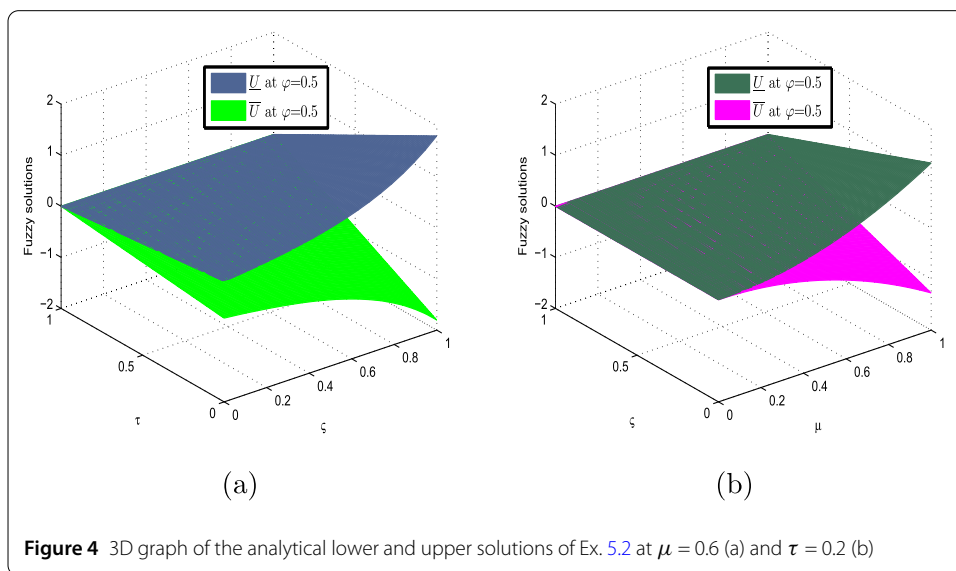 U at φ=0.5
U at φ=0.5
2
1
0
−1
−2
Fuzzy solutions
1
0.5
0
τ
0
0.2
0.4
0.6
0.8
1
ς
(a)
U at φ=0.5
U at φ=0.5
2
1
0
−1
−2
Fuzzy solutions
1
0.5
0
ς
0
0.2
0.4
0.6
0.8
1
μ
(b)
Figure 4 3D graph of the analytical lower and upper solutions of Ex. 5.2 at μ = 0.6 (a) and τ = 0.2 (b)